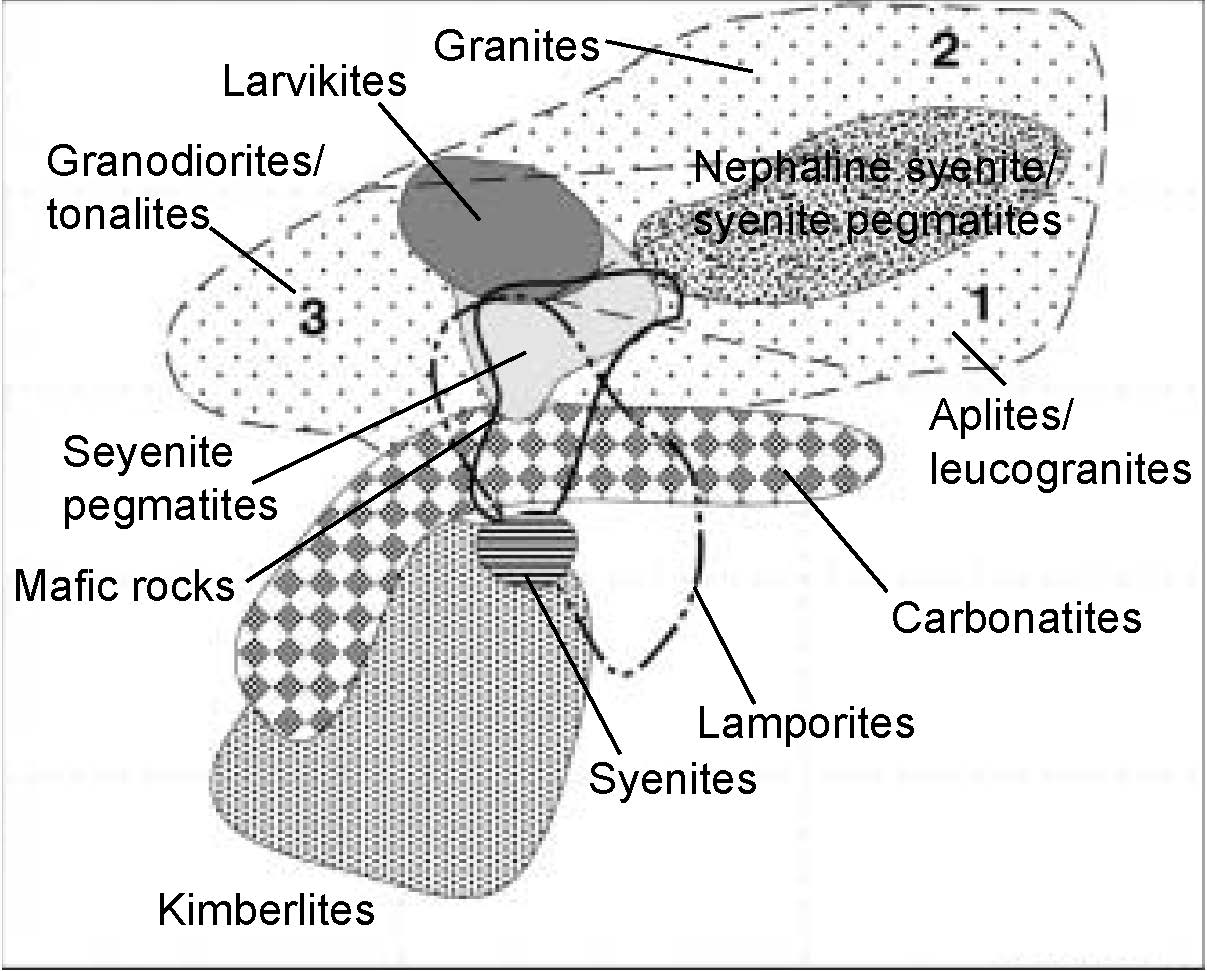 Granites
2
Larvikites
Granodiorites/
tonalites
Nephaline syenite/
syenite pegmatites
3
1
Aplites/
leucogranites
Seyenite
pegmatites
Mafic rocks
Carbonatites
Lamporites
Syenites
Kimberlites